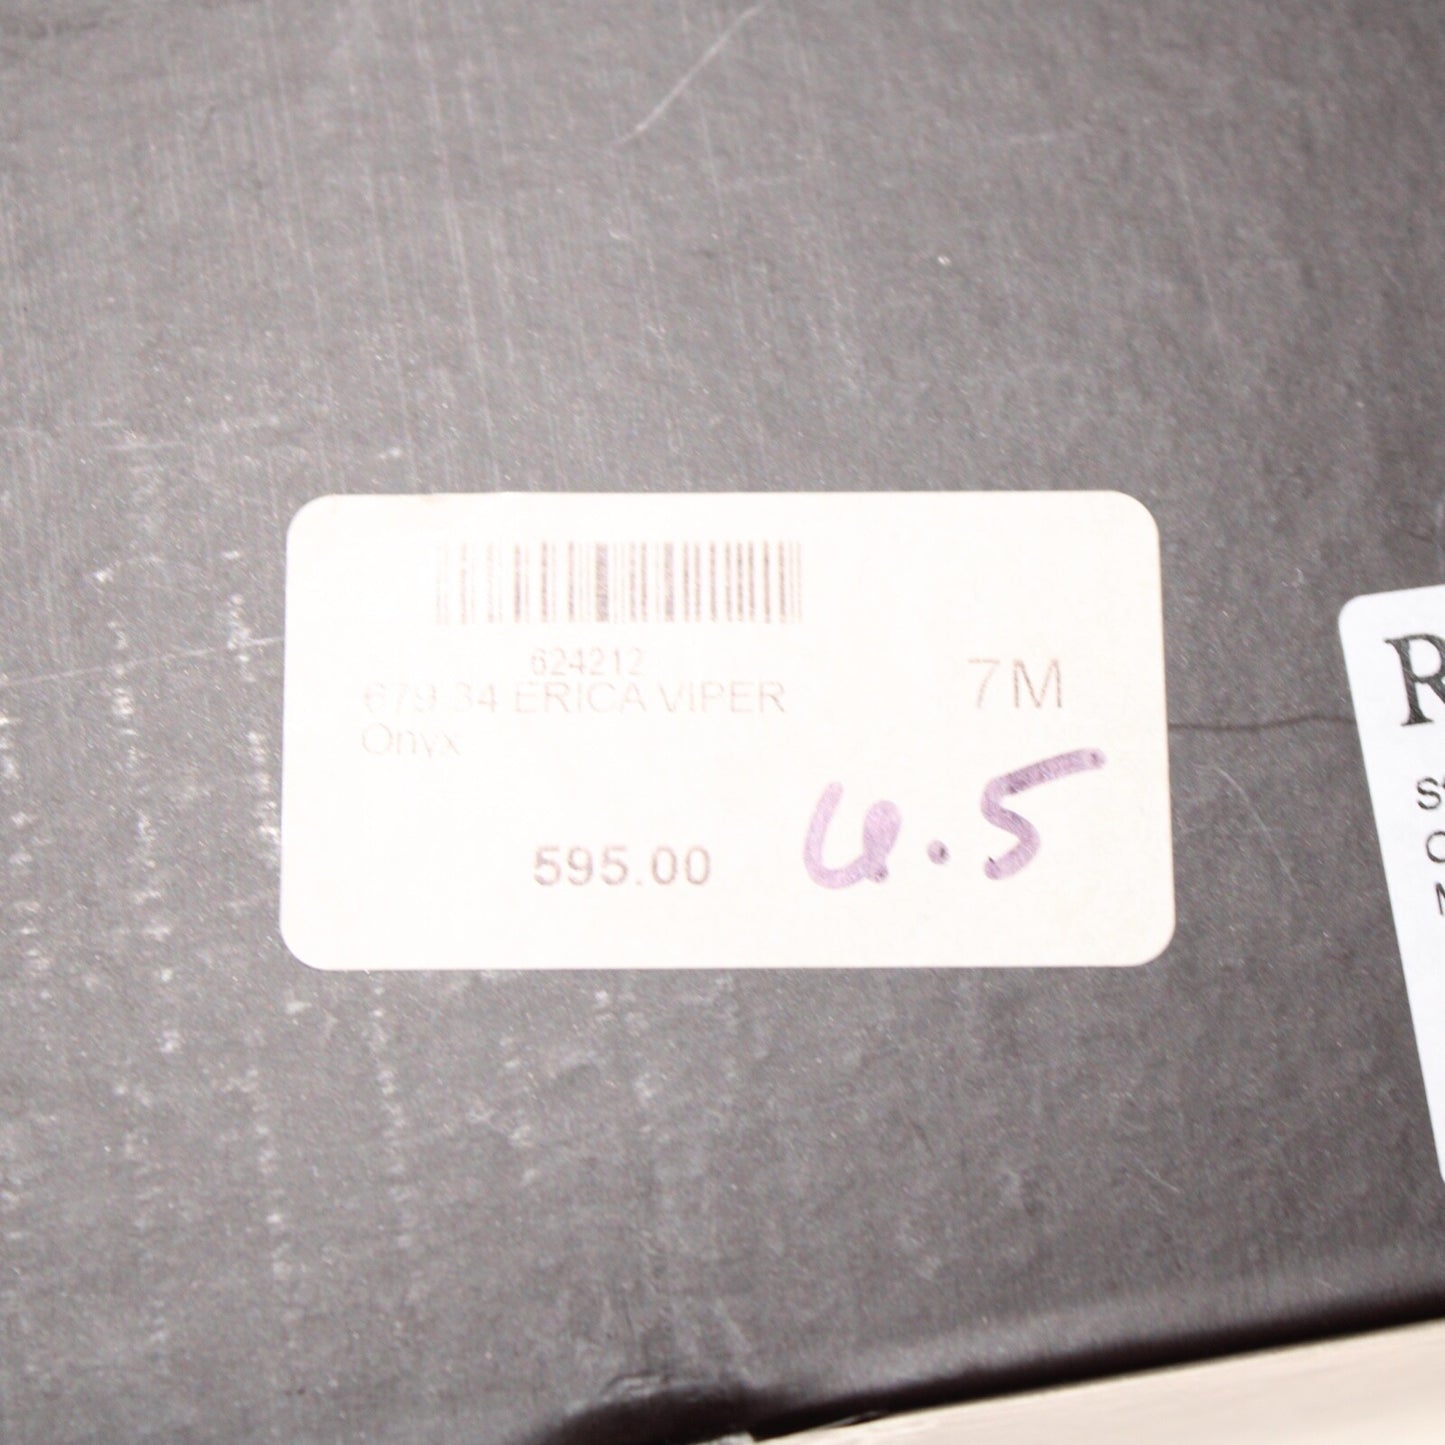 624212
679.34 ERICA VIPER
7M
Onyx
595.00
6.5
R